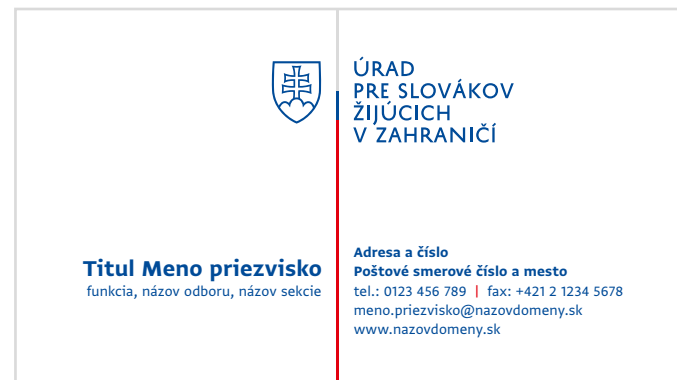 ÚRAD
PRE SLOVÁKOV
ŽIJÚCICH
V ZAHRANIČÍ
Titul Meno priezvisko
funkcia, názov odboru, názov sekcie
Adresa a číslo
Poštové smerové číslo a mesto
tel.: 0123 456 789 | fax: +421 2 1234 5678
meno.priezvisko@nazovdomeny.sk
www.nazovdomeny.sk